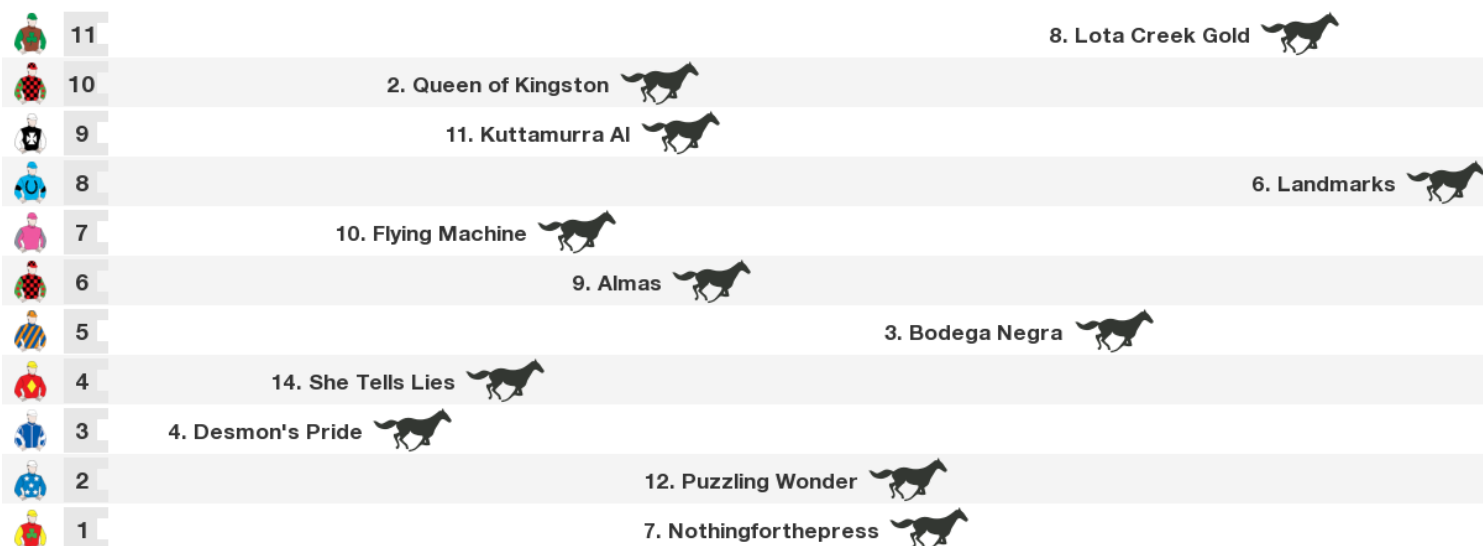 11 8. Lota Creek Gold
10 2. Queen of Kingston
9 11. Kuttamurra Al
8 6. Landmarks
7 10. Flying Machine
6 9. Almas
5 3. Bodega Negra
4 14. She Tells Lies
3 4. Desmon's Pride
2 12. Puzzling Wonder
1 7. Nothingforthepress